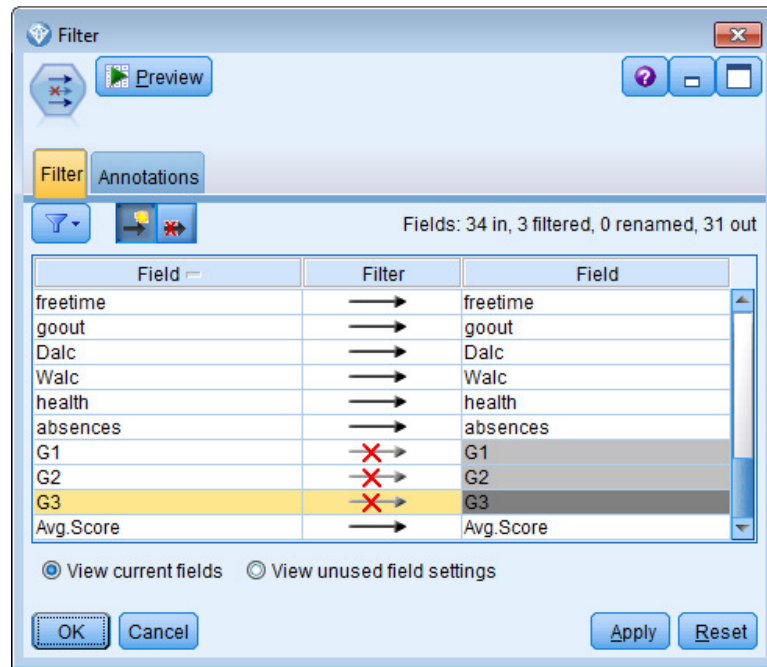 Filter
Preview
Filter Annotations
Fields: 34 in, 3 filtered, 0 renamed, 31 out
Field Filter Field
freetime freetime
goout goout
Dalc Dalc
Walc Walc
health health
absences absences
G1 G1
G2 G2
G3 G3
Avg.Score Avg.Score
View current fields View unused field settings
OK Cancel Apply Reset